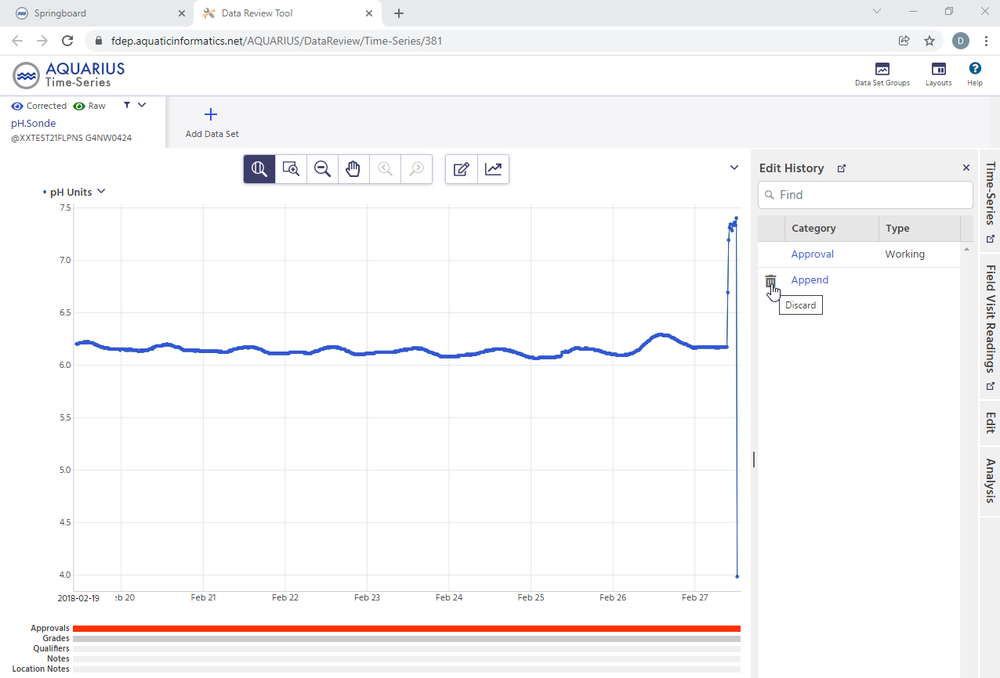 Springboard
Data Review Tool
fdep.aquaticinformatics.net/AQUARIUS/DataReview/Time-Series/381
D
AQUARIUS
Time-Series
Data Set Groups
Layouts
Help
Corrected Raw
pH.Sonde
@XXTEST21FLPNS G4NW0424
Add Data Set
pH Units
7.5
7.0
6.5
6.0
5.5
5.0
4.5
4.0
2018-02-19 eb 20 Feb 21 Feb 22 Feb 23 Feb 24 Feb 25 Feb 26 Feb 27
Approvals
Grades
Qualifiers
Notes
Location Notes
Edit History
Find
Category Type
Approval Working
Append
Discard
Time-Series
Field Visit Readings
Edit
Analysis